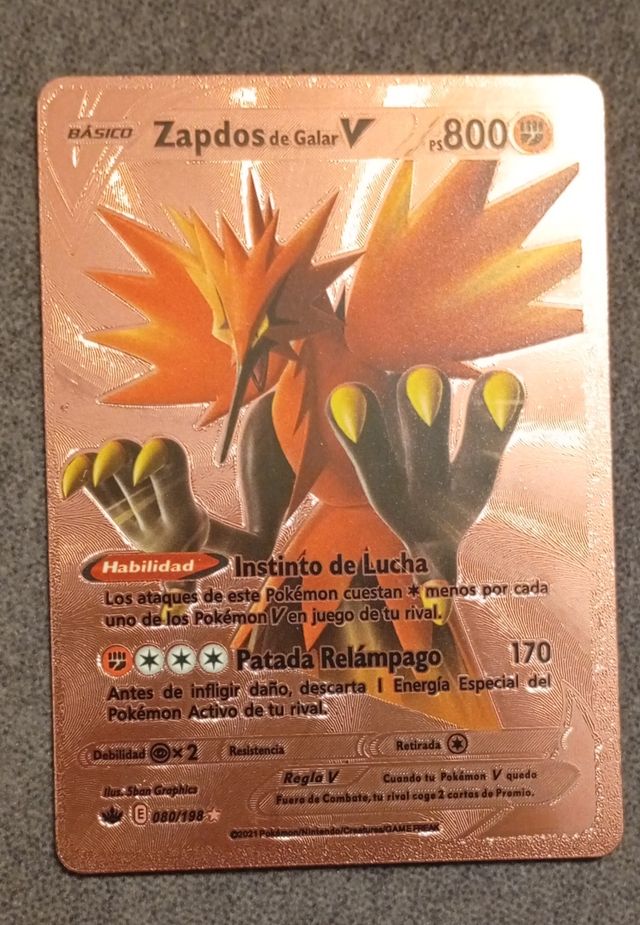 BÁSICO Zapdos de Galar V PS800
Habilidad Instinto de Lucha
Los ataques de este Pokémon cuestan * menos por cada
uno de los Pokémon V en juego de tu rival.
Patada Relámpago 170
Antes de infligir daño, descarta 1 Energía Especial del
Pokémon Activo de tu rival.
Debilidad ×2 Resistencia Retirada
Regla V Cuando tu Pokémon V queda
Fuera de Combate, tu rival coge 2 cartas de Premio.
Ilus. 5ban Graphics
E 080/198
©2021 Pokémon/Nintendo/Creatures/GAME FREAK